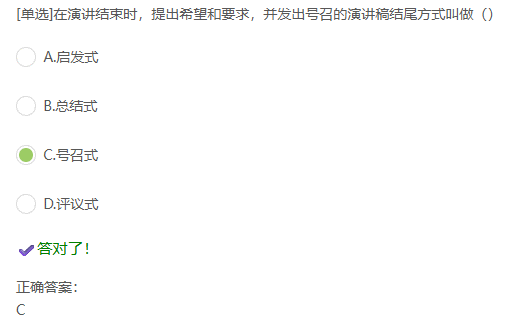 [单选]在演讲结束时，提出希望和要求，并发出号召的演讲稿结尾方式叫做（）
A.启发式
B.总结式
C.号召式
D.评议式
答对了！
正确答案：
C